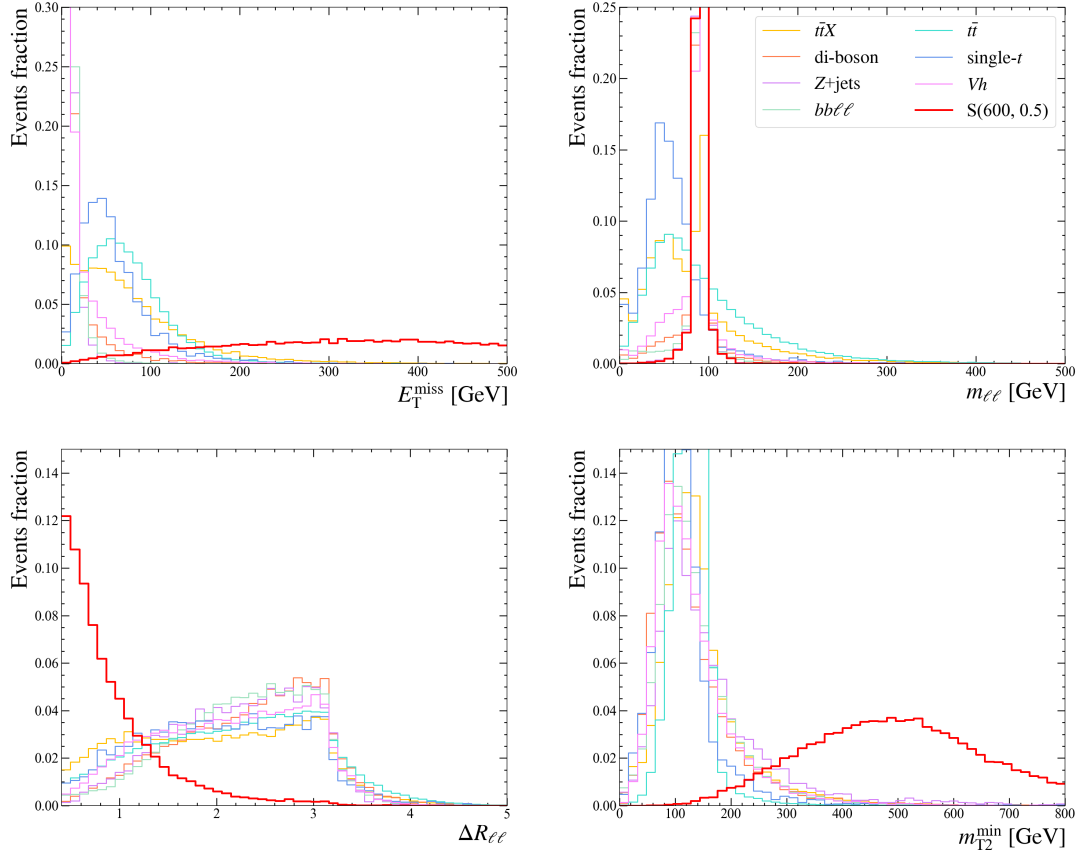 Events fraction
0.30
0.25
0.20
0.15
0.10
0.05
0.00
0 100 200 300 400 500
E_T^miss [GeV]
Events fraction
0.25
0.20
0.15
0.10
0.05
0.00
0 100 200 300 400 500
m_ℓℓ [GeV]
tt̄X
di-boson
Z+jets
bbℓℓ
tt̄
single-t
Vh
S(600, 0.5)
Events fraction
0.14
0.12
0.10
0.08
0.06
0.04
0.02
0.00
1 2 3 4 5
ΔR_ℓℓ
Events fraction
0.14
0.12
0.10
0.08
0.06
0.04
0.02
0.00
0 100 200 300 400 500 600 700 800
m_T2^min [GeV]